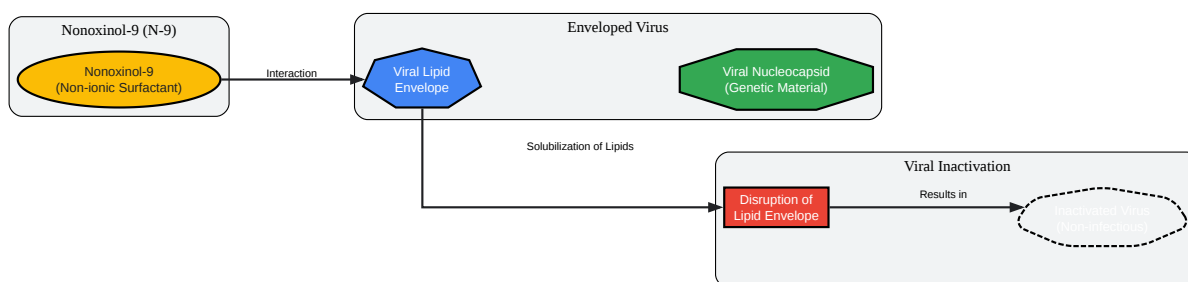 Nonoxinol-9 (N-9)
Nonoxinol-9
(Non-ionic Surfactant)
Interaction
Enveloped Virus
Viral Lipid
Envelope
Viral Nucleocapsid
(Genetic Material)
Solubilization of Lipids
Viral Inactivation
Disruption of
Lipid Envelope
Results in
Inactivated Virus
(Non-infectious)